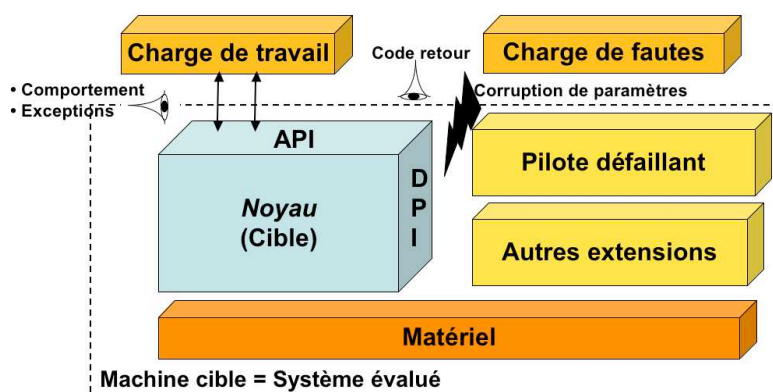 Charge de travail
Code retour
Charge de fautes
• Comportement
• Exceptions
Corruption de paramètres
API
DPI
Noyau
(Cible)
Pilote défaillant
Autres extensions
Matériel
Machine cible = Système évalué